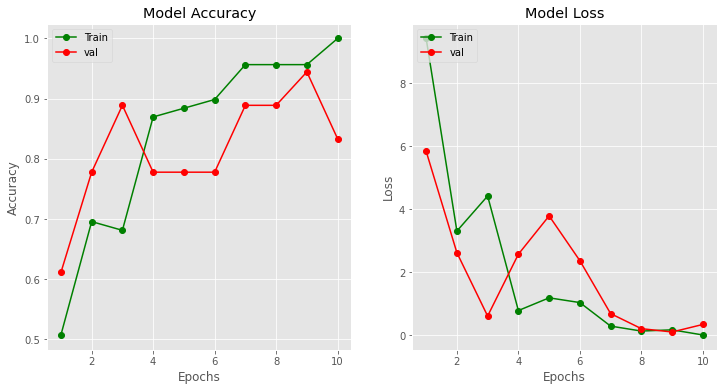 Model Accuracy
Train
val
1.0
0.9
0.8
0.7
0.6
0.5
Accuracy
2
4
6
8
10
Epochs
Model Loss
Train
val
8
6
4
2
0
Loss
2
4
6
8
10
Epochs